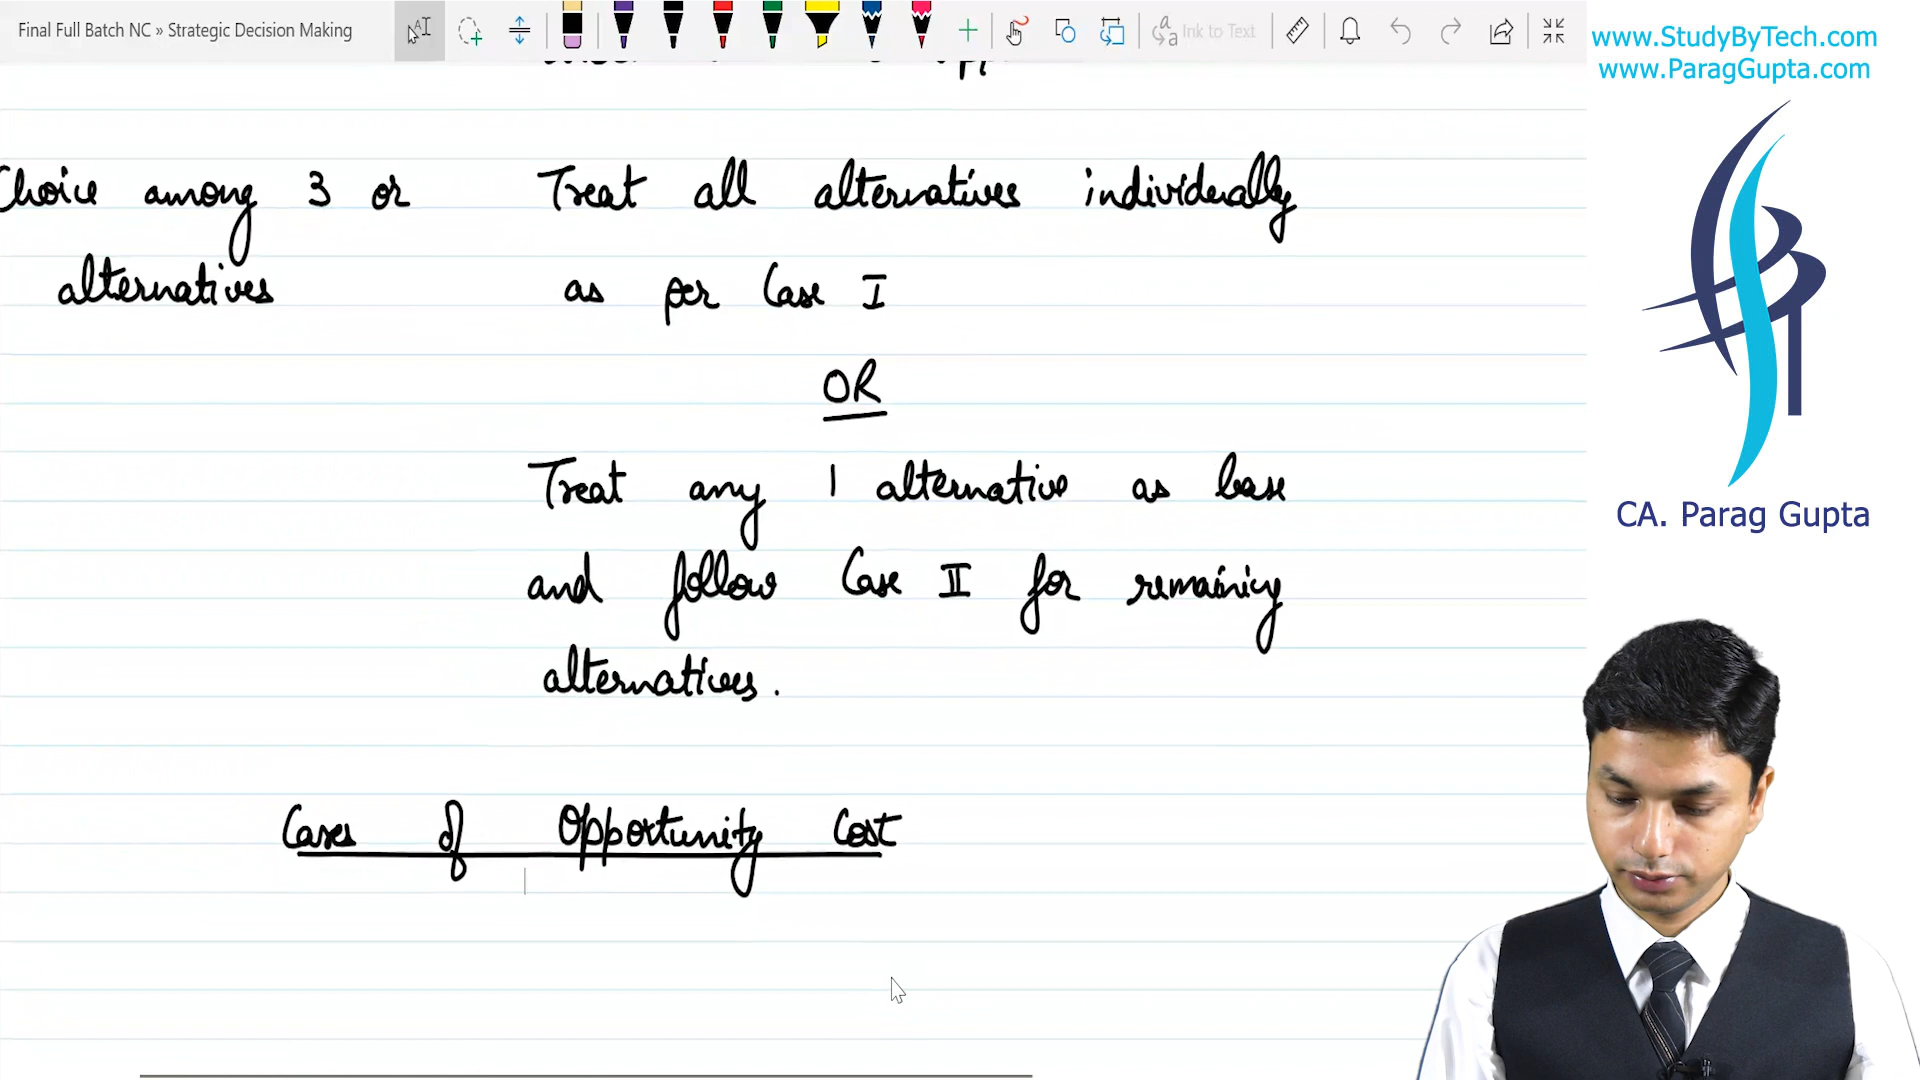 Final Full Batch NC » Strategic Decision Making
Ink to Text
www.StudyByTech.com
www.ParagGupta.com
Choice among 3 or
alternatives
Treat all alternatives individually
as per Case I
OR
Treat any 1 alternative as base
and follow Case II for remaining
alternatives.
Cases of Opportunity Cost
CA. Parag Gupta